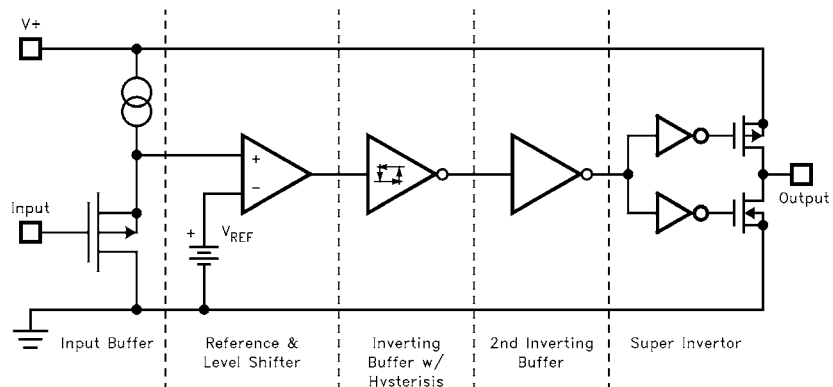 V+
Input
+
−
+
VREF
Output
Input Buffer
Reference &
Level Shifter
Inverting
Buffer w/
Hysterisis
2nd Inverting
Buffer
Super Invertor